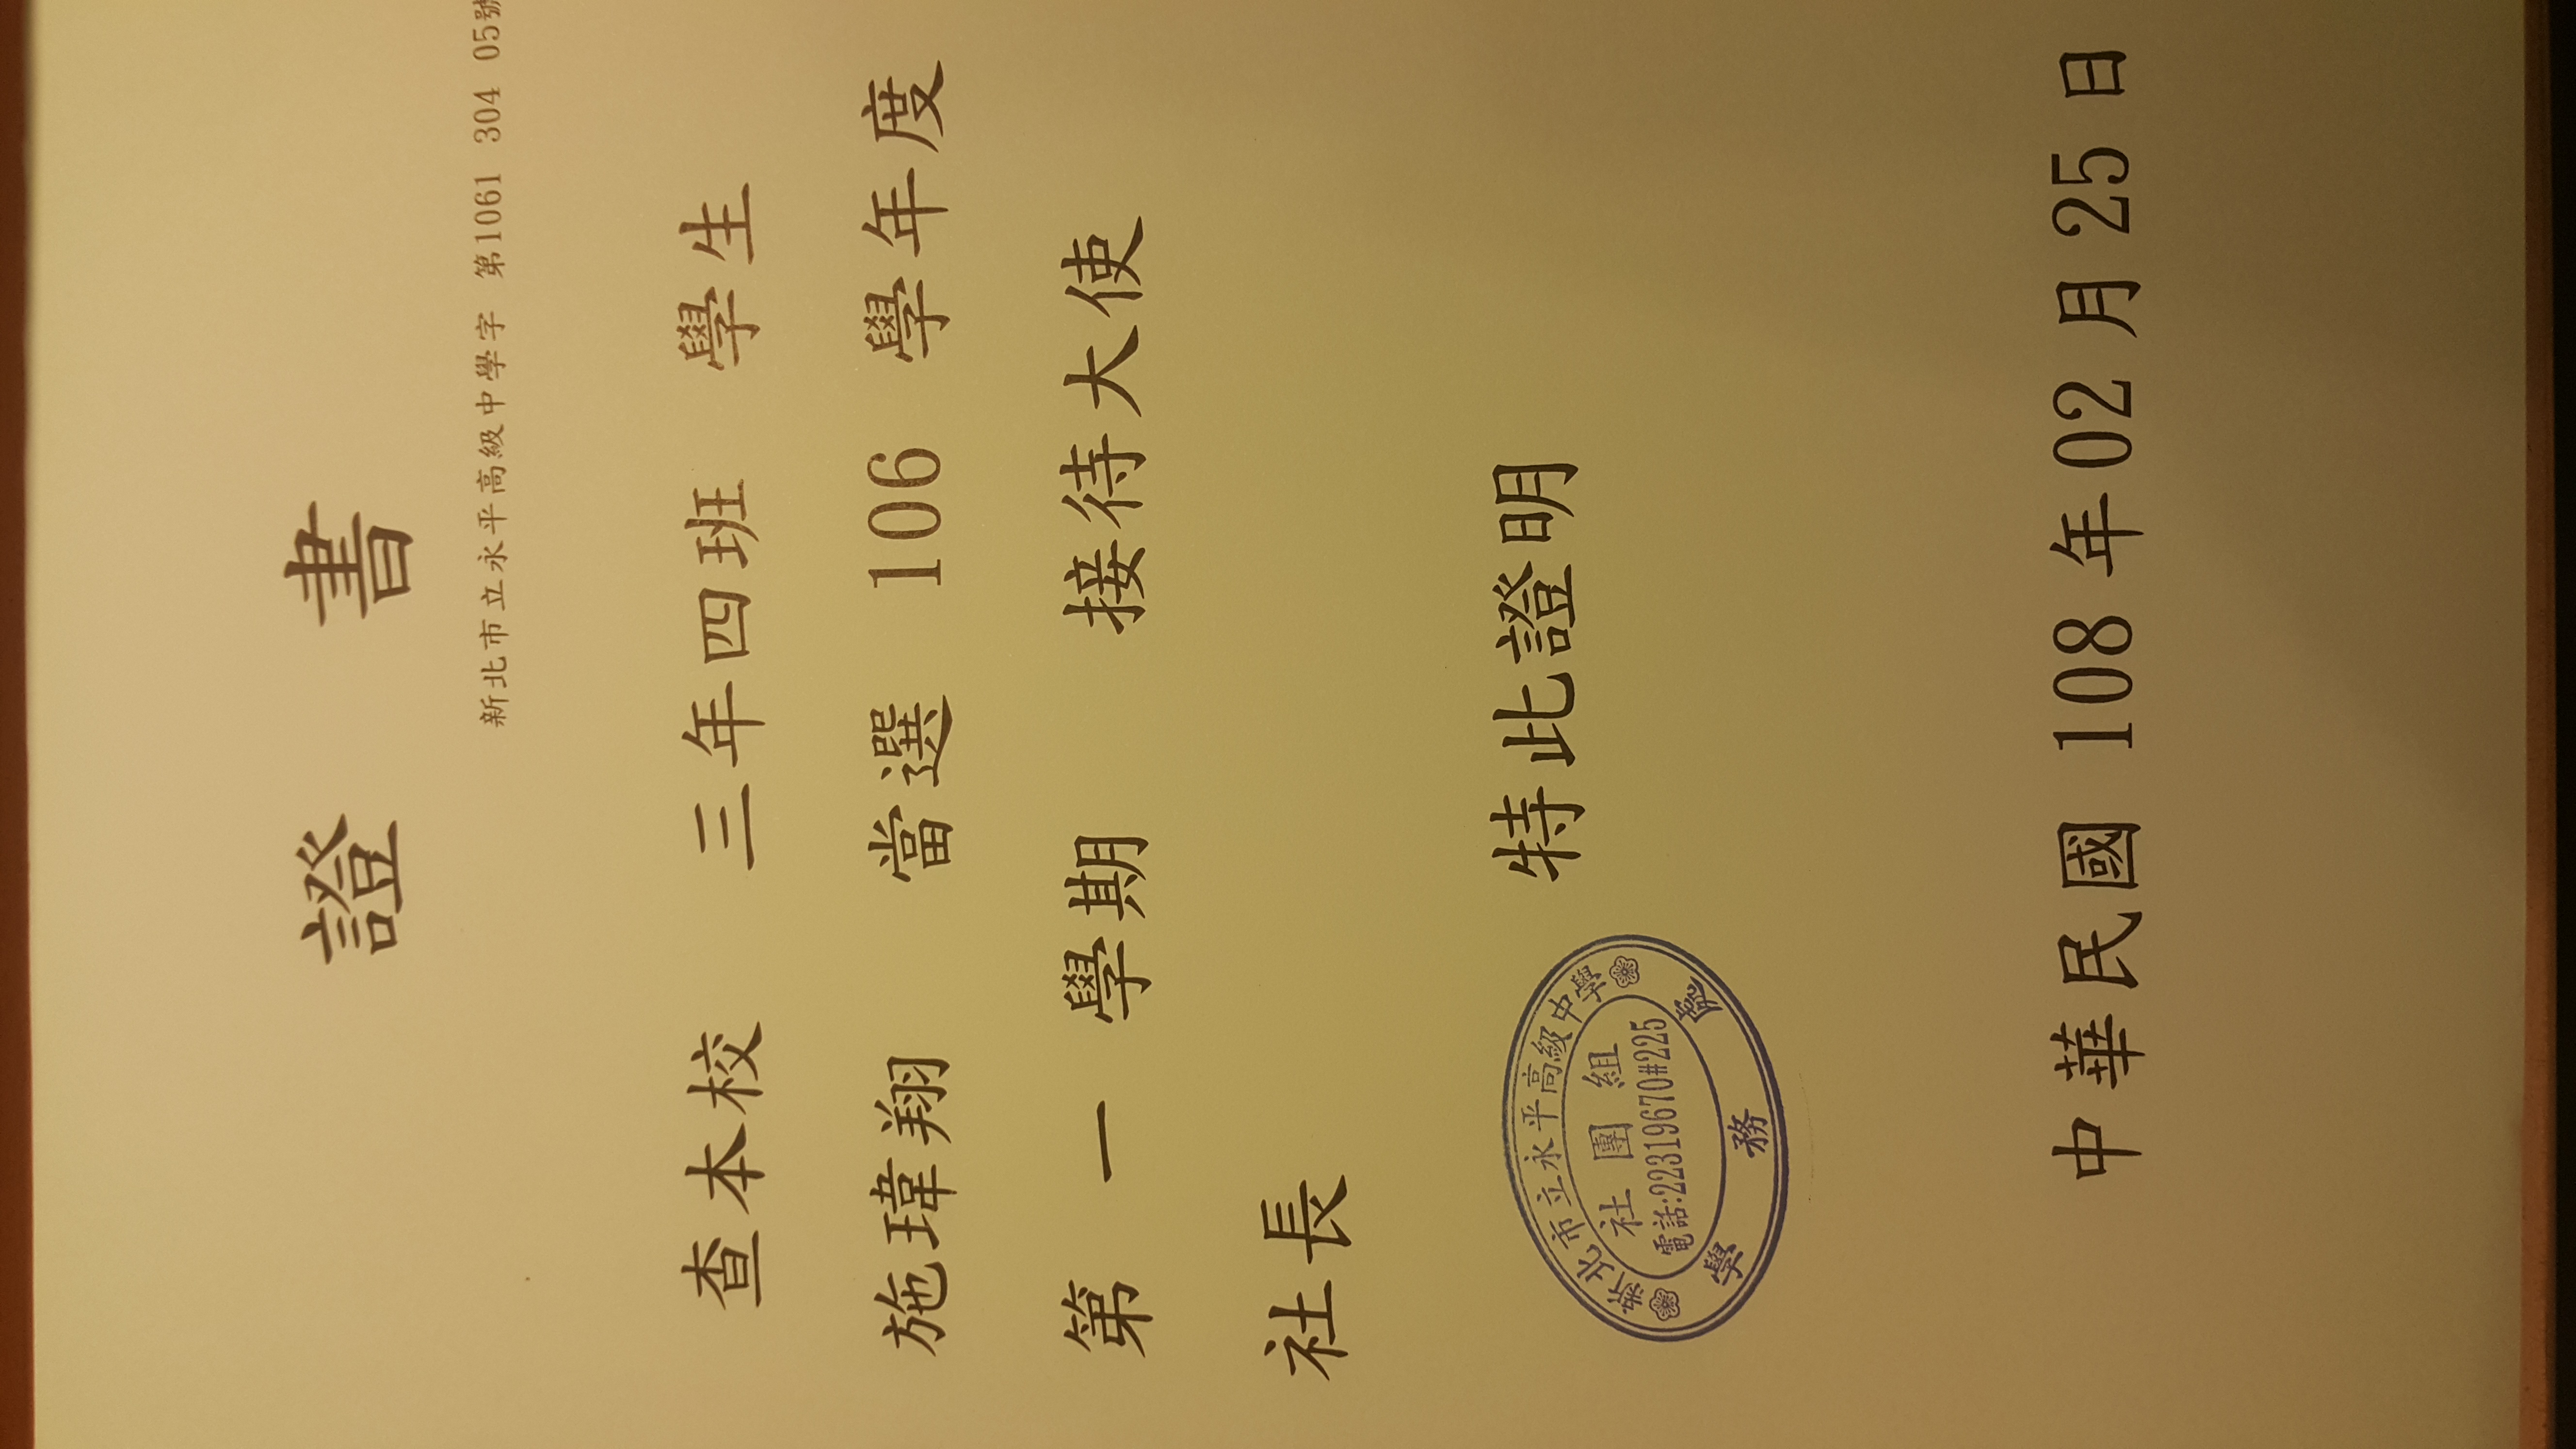 證 書
新北市立永平高級中學字 第1061 304 05號
查本校 三年四班 學生
施瑋翔 當選 106 學年度
第 一 學期 接待大使
社長
特此證明
新北市立永平高級中學
社團組
電話:22319670#225
學務處
中華民國 108 年 02 月 25 日